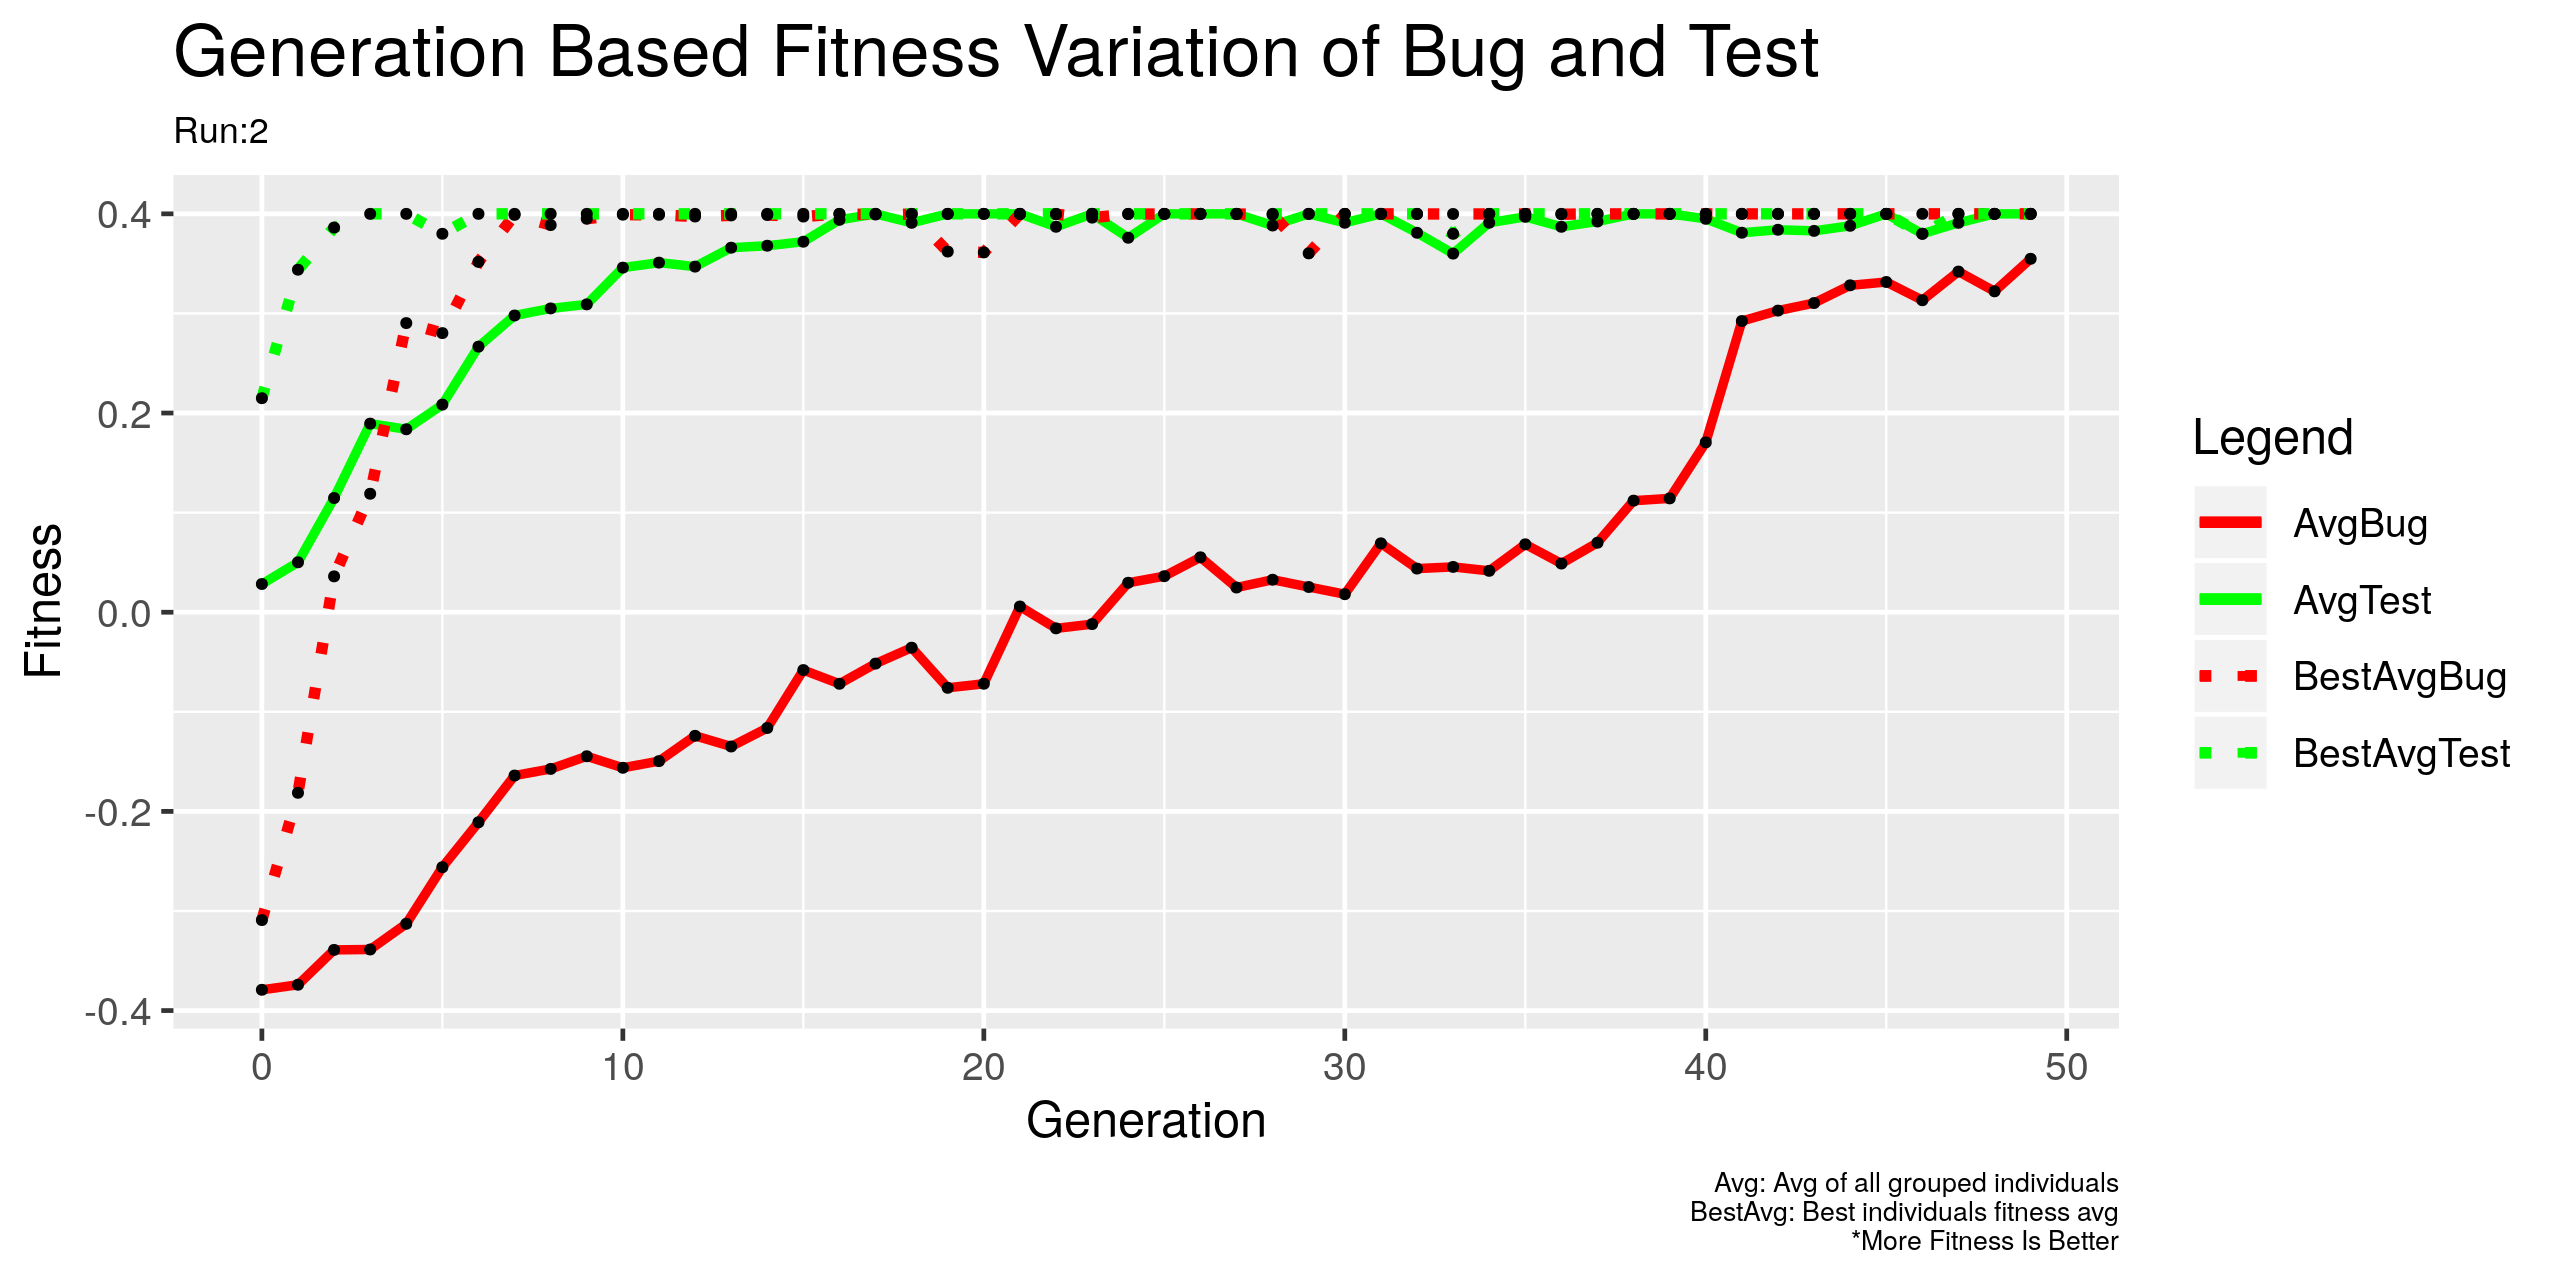 Generation Based Fitness Variation of Bug and Test
Run:2
0.4
0.2
0.0
-0.2
-0.4
Fitness
0 10 20 30 40 50
Generation
Legend
AvgBug
AvgTest
BestAvgBug
BestAvgTest
Avg: Avg of all grouped individuals
BestAvg: Best individuals fitness avg
*More Fitness Is Better